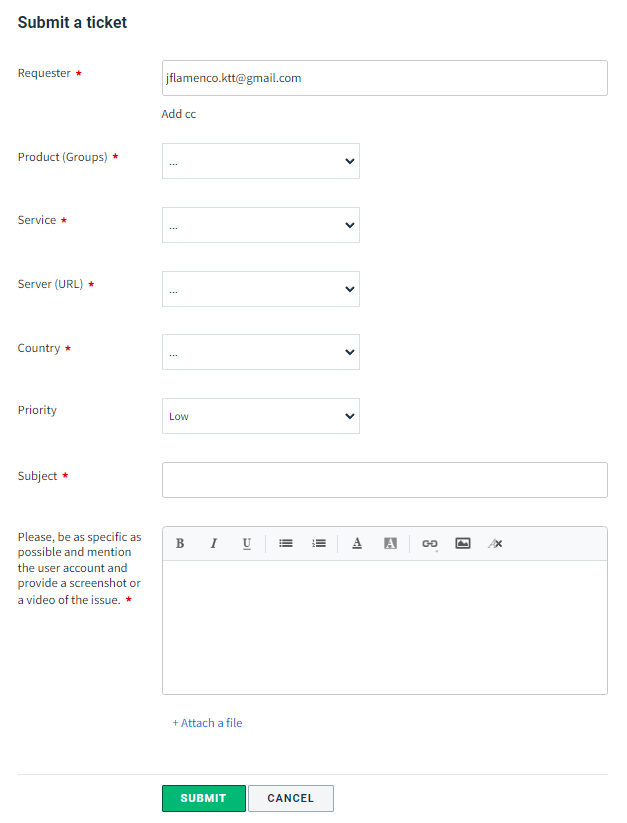 Submit a ticket
Requester *
jflamenco.ktt@gmail.com
Add cc
Product (Groups) *
...
Service *
...
Server (URL) *
...
Country *
...
Priority
Low
Subject *
Please, be as specific as
possible and mention
the user account and
provide a screenshot or
a video of the issue. *
B I U A A
+ Attach a file
SUBMIT CANCEL